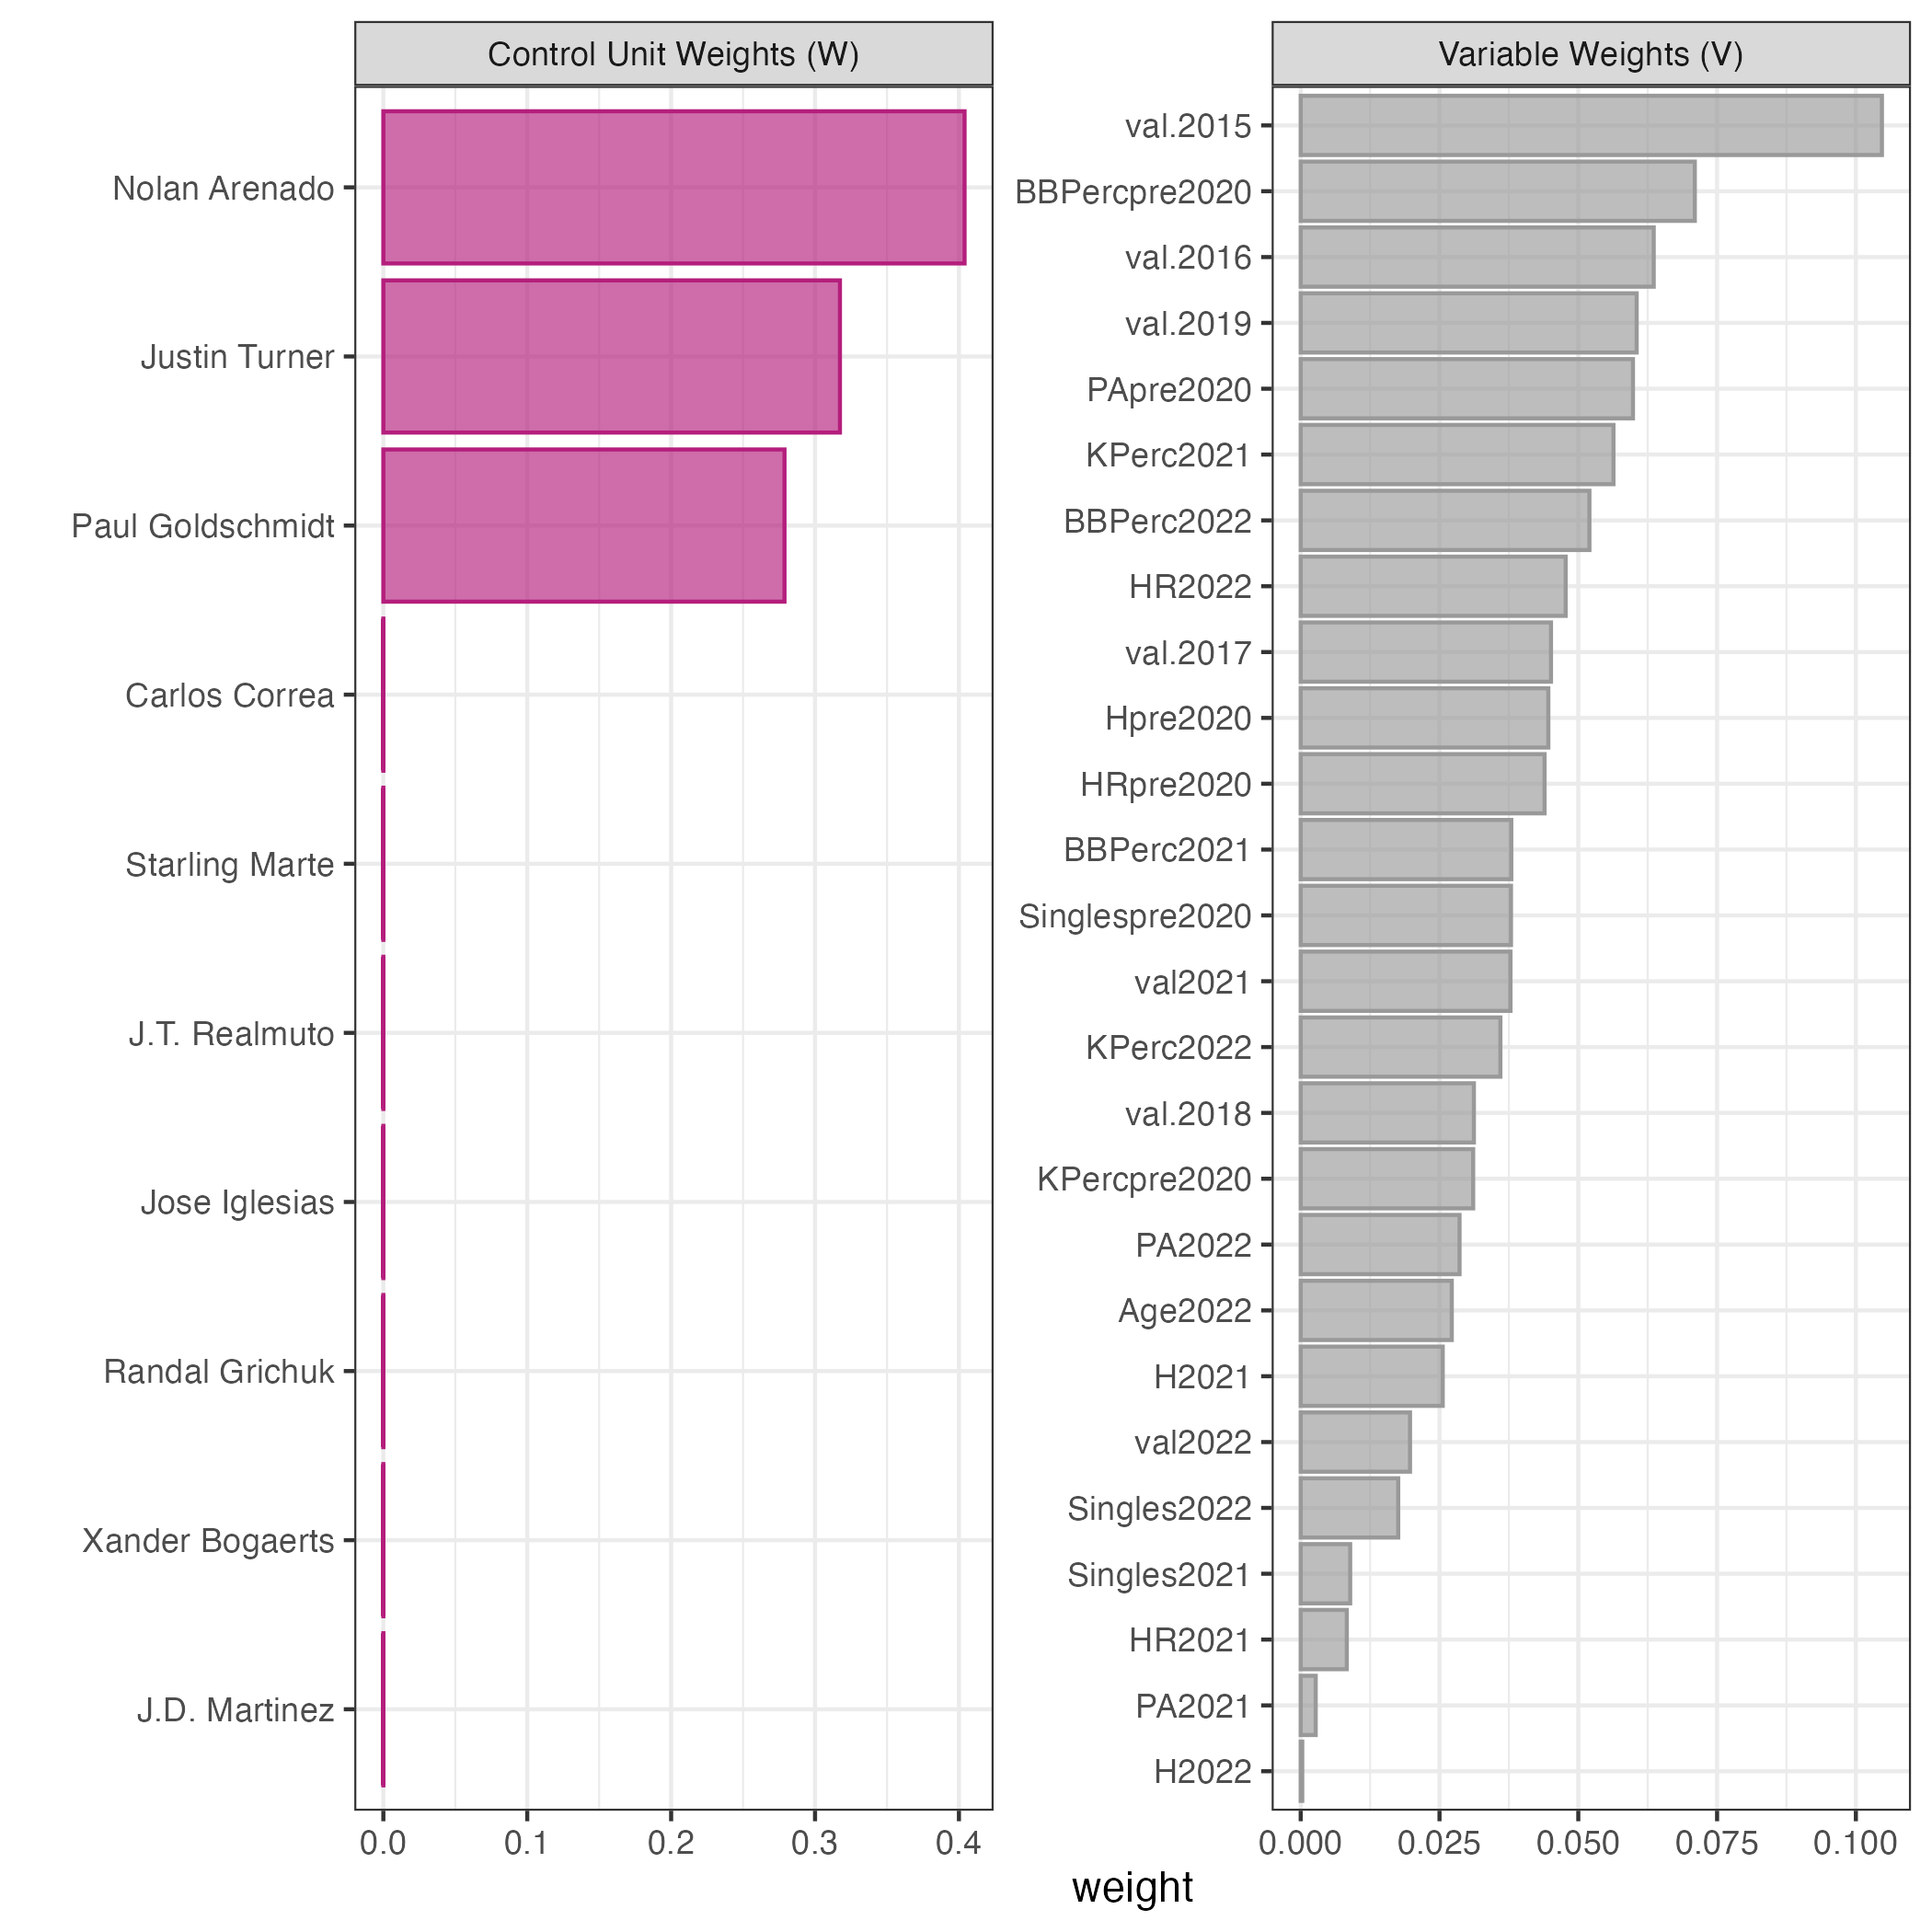 Control Unit Weights (W)
Nolan Arenado
Justin Turner
Paul Goldschmidt
Carlos Correa
Starling Marte
J.T. Realmuto
Jose Iglesias
Randal Grichuk
Xander Bogaerts
J.D. Martinez
0.0 0.1 0.2 0.3 0.4
Variable Weights (V)
val.2015
BBPercpre2020
val.2016
val.2019
PApre2020
KPerc2021
BBPerc2022
HR2022
val.2017
Hpre2020
HRpre2020
BBPerc2021
Singlespre2020
val2021
KPerc2022
val.2018
KPercpre2020
PA2022
Age2022
H2021
val2022
Singles2022
Singles2021
HR2021
PA2021
H2022
0.000 0.025 0.050 0.075 0.100
weight